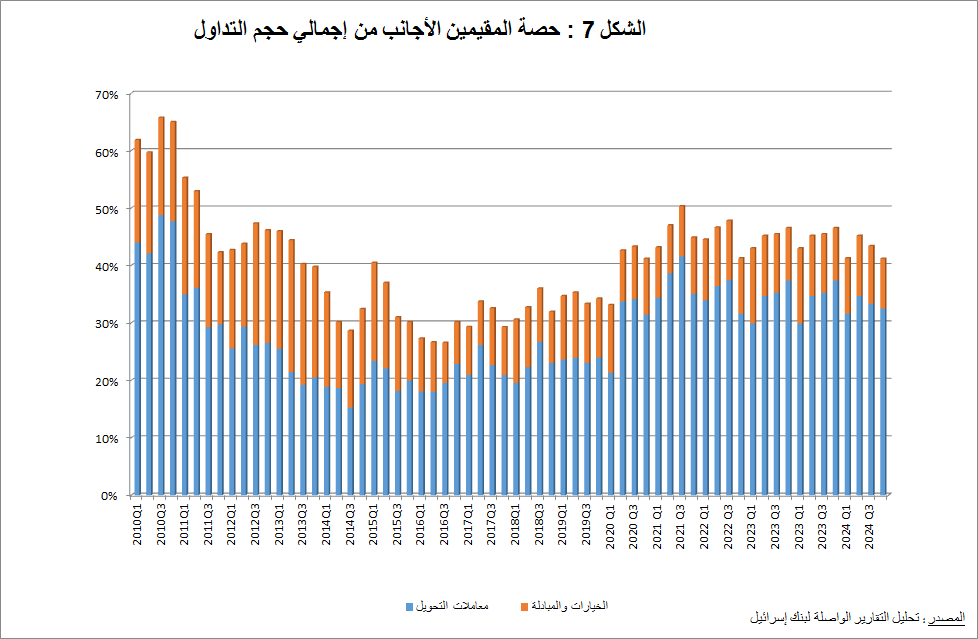 الشكل 7 : حصة المقيمين الأجانب من إجمالي حجم التداول
70%
60%
50%
40%
30%
20%
10%
0%
2010Q1
2010Q3
2011Q1
2011Q3
2012Q1
2012Q3
2013Q1
2013Q3
2014Q1
2014Q3
2015Q1
2015Q3
2016Q1
2016Q3
2017Q1
2017Q3
2018Q1
2018Q3
2019Q1
2019Q3
2020 Q1
2020 Q3
2021 Q1
2021 Q3
2022 Q1
2022 Q3
2023 Q1
2023 Q3
2023 Q1
2023 Q3
2024 Q1
2024 Q3
معاملات التحويل
الخيارات والمبادلة
المصدر : تحليل التقارير الواصلة لبنك إسرائيل